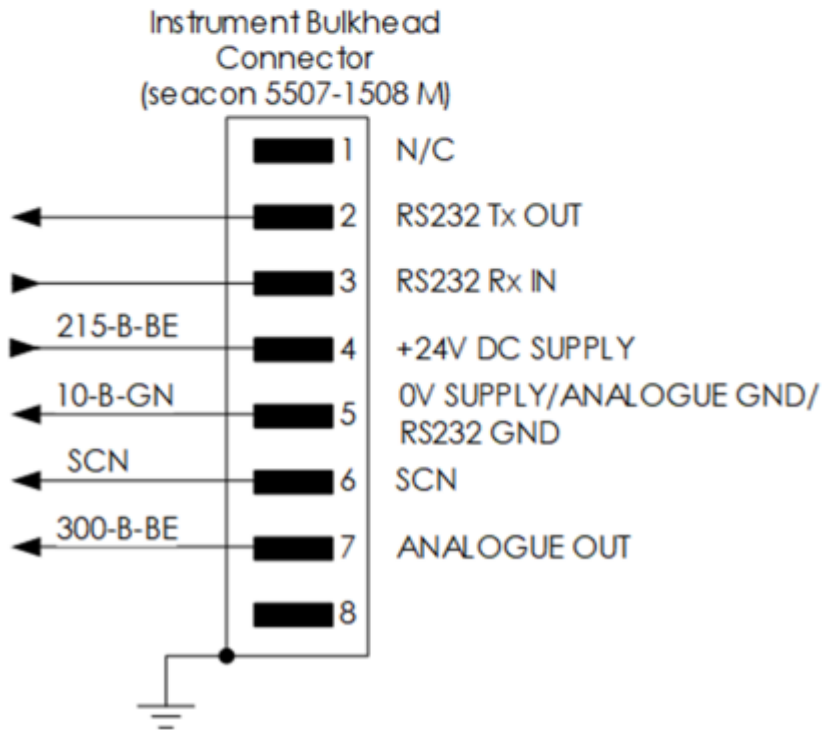 Instrument Bulkhead
Connector
(seacon 5507-1508 M)
1 N/C
2 RS232 Tx OUT
3 RS232 Rx IN
215-B-BE
4 +24V DC SUPPLY
10-B-GN
5 0V SUPPLY/ANALOGUE GND/
RS232 GND
SCN
6 SCN
300-B-BE
7 ANALOGUE OUT
8